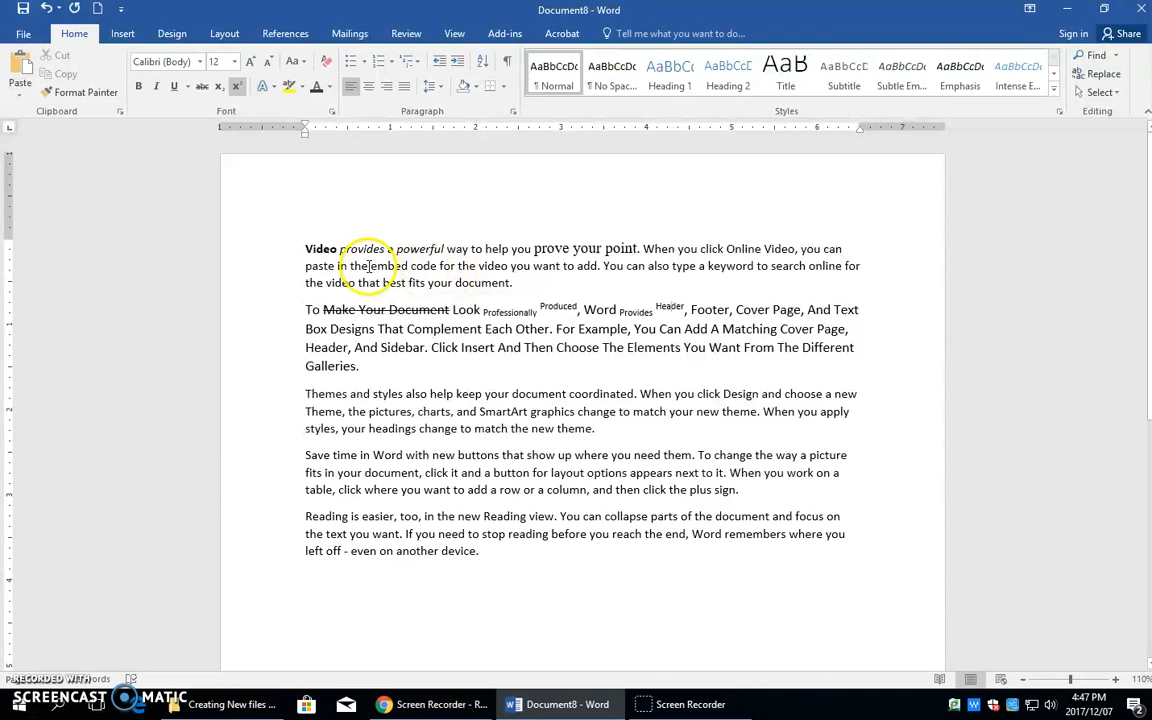 Document8 - Word
File Home Insert Design Layout References Mailings Review View Add-ins Acrobat Tell me what you want to do... Sign in Share
Paste
Cut
Copy
Format Painter
Clipboard
Calibri (Body) 12
Font
Paragraph
AaBbCcDc AaBbCcDc AaBbC AaBbCcC AaB AaBbCcD AaBbCcDc AaBbCcDc AaBbCcDc
¶ Normal ¶ No Spac... Heading 1 Heading 2 Title Subtitle Subtle Em... Emphasis Intense E...
Styles
Find
Replace
Select
Editing
1 1 2 3 4 5 6 7
Video provides a powerful way to help you prove your point. When you click Online Video, you can
paste in the embed code for the video you want to add. You can also type a keyword to search online for
the video that best fits your document.
To Make Your Document Look Professionally Produced, Word Provides Header, Footer, Cover Page, And Text
Box Designs That Complement Each Other. For Example, You Can Add A Matching Cover Page,
Header, And Sidebar. Click Insert And Then Choose The Elements You Want From The Different
Galleries.
Themes and styles also help keep your document coordinated. When you click Design and choose a new
Theme, the pictures, charts, and SmartArt graphics change to match your new theme. When you apply
styles, your headings change to match the new theme.
Save time in Word with new buttons that show up where you need them. To change the way a picture
fits in your document, click it and a button for layout options appears next to it. When you work on a
table, click where you want to add a row or a column, and then click the plus sign.
Reading is easier, too, in the new Reading view. You can collapse parts of the document and focus on
the text you want. If you need to stop reading before you reach the end, Word remembers where you
left off - even on another device.
RECORDED WITH
words
110%
SCREENCAST MATIC
Creating New files ...
Screen Recorder - R...
Document8 - Word
Screen Recorder
4:47 PM
2017/12/07
2